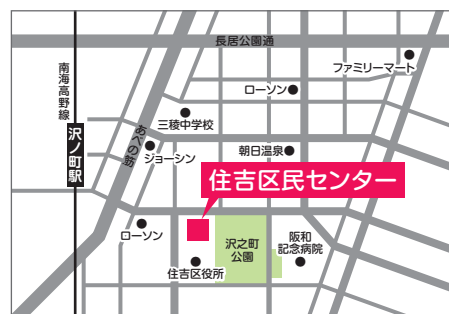 長居公園通
ファミリーマート
南海高野線
ローソン
三稜中学校
あべの筋
沢ノ町駅
ジョーシン
朝日温泉
住吉区民センター
ローソン
沢之町
公園
阪和
記念病院
住吉区役所